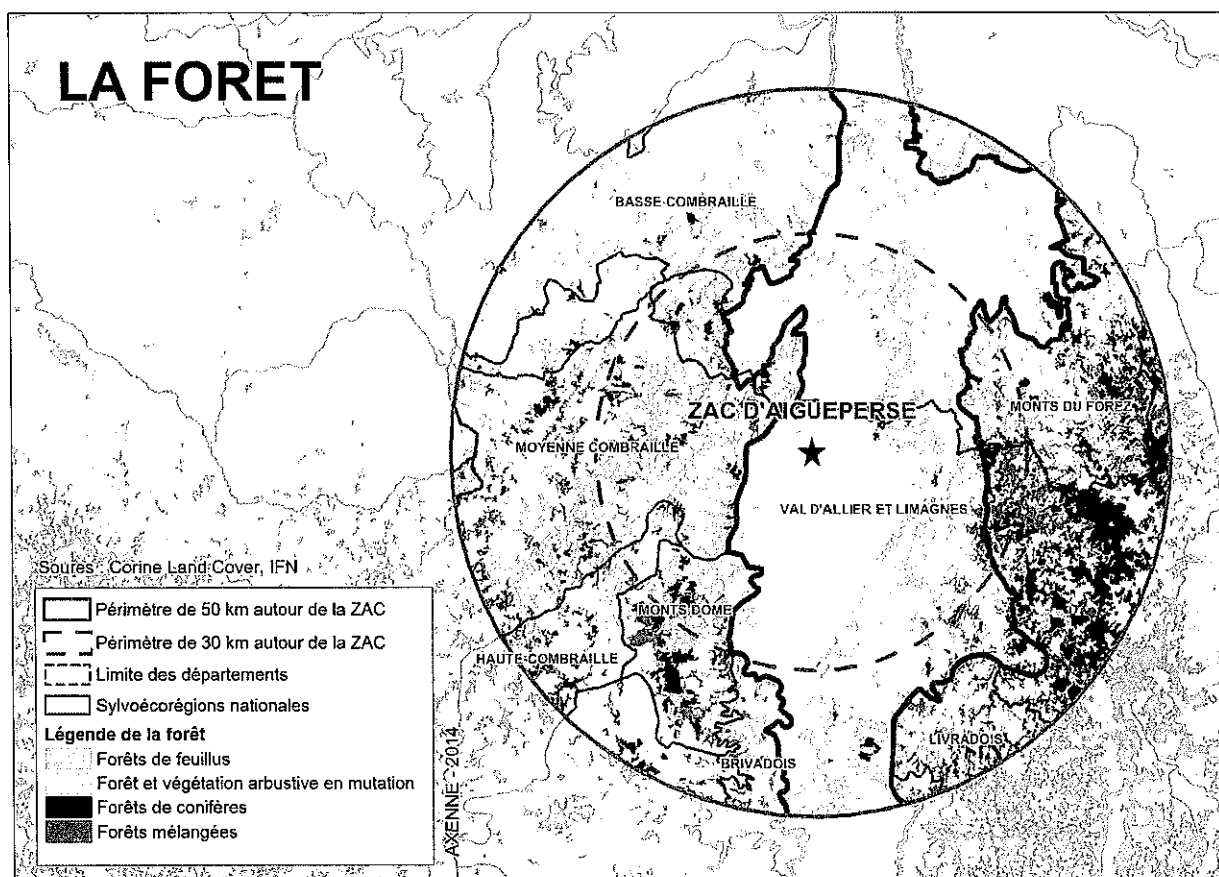 LA FORET
BASSE COMBRAILLE
ZAC D'AIGUEPERSE
MONTS DU FOREZ
MOYENNE COMBRAILLE
VAL D'ALLIER ET LIMAGNES
MONTS DOME
HAUTE COMBRAILLE
LIVRADOIS
BRIVADOIS
Soures : Corine Land Cover, IFN
Périmètre de 50 km autour de la ZAC
Périmètre de 30 km autour de la ZAC
Limite des départements
Sylvoécorégions nationales
Légende de la forêt
Forêts de feuillus
Forêt et végétation arbustive en mutation
Forêts de conifères
Forêts mélangées
AXENNE - 2014